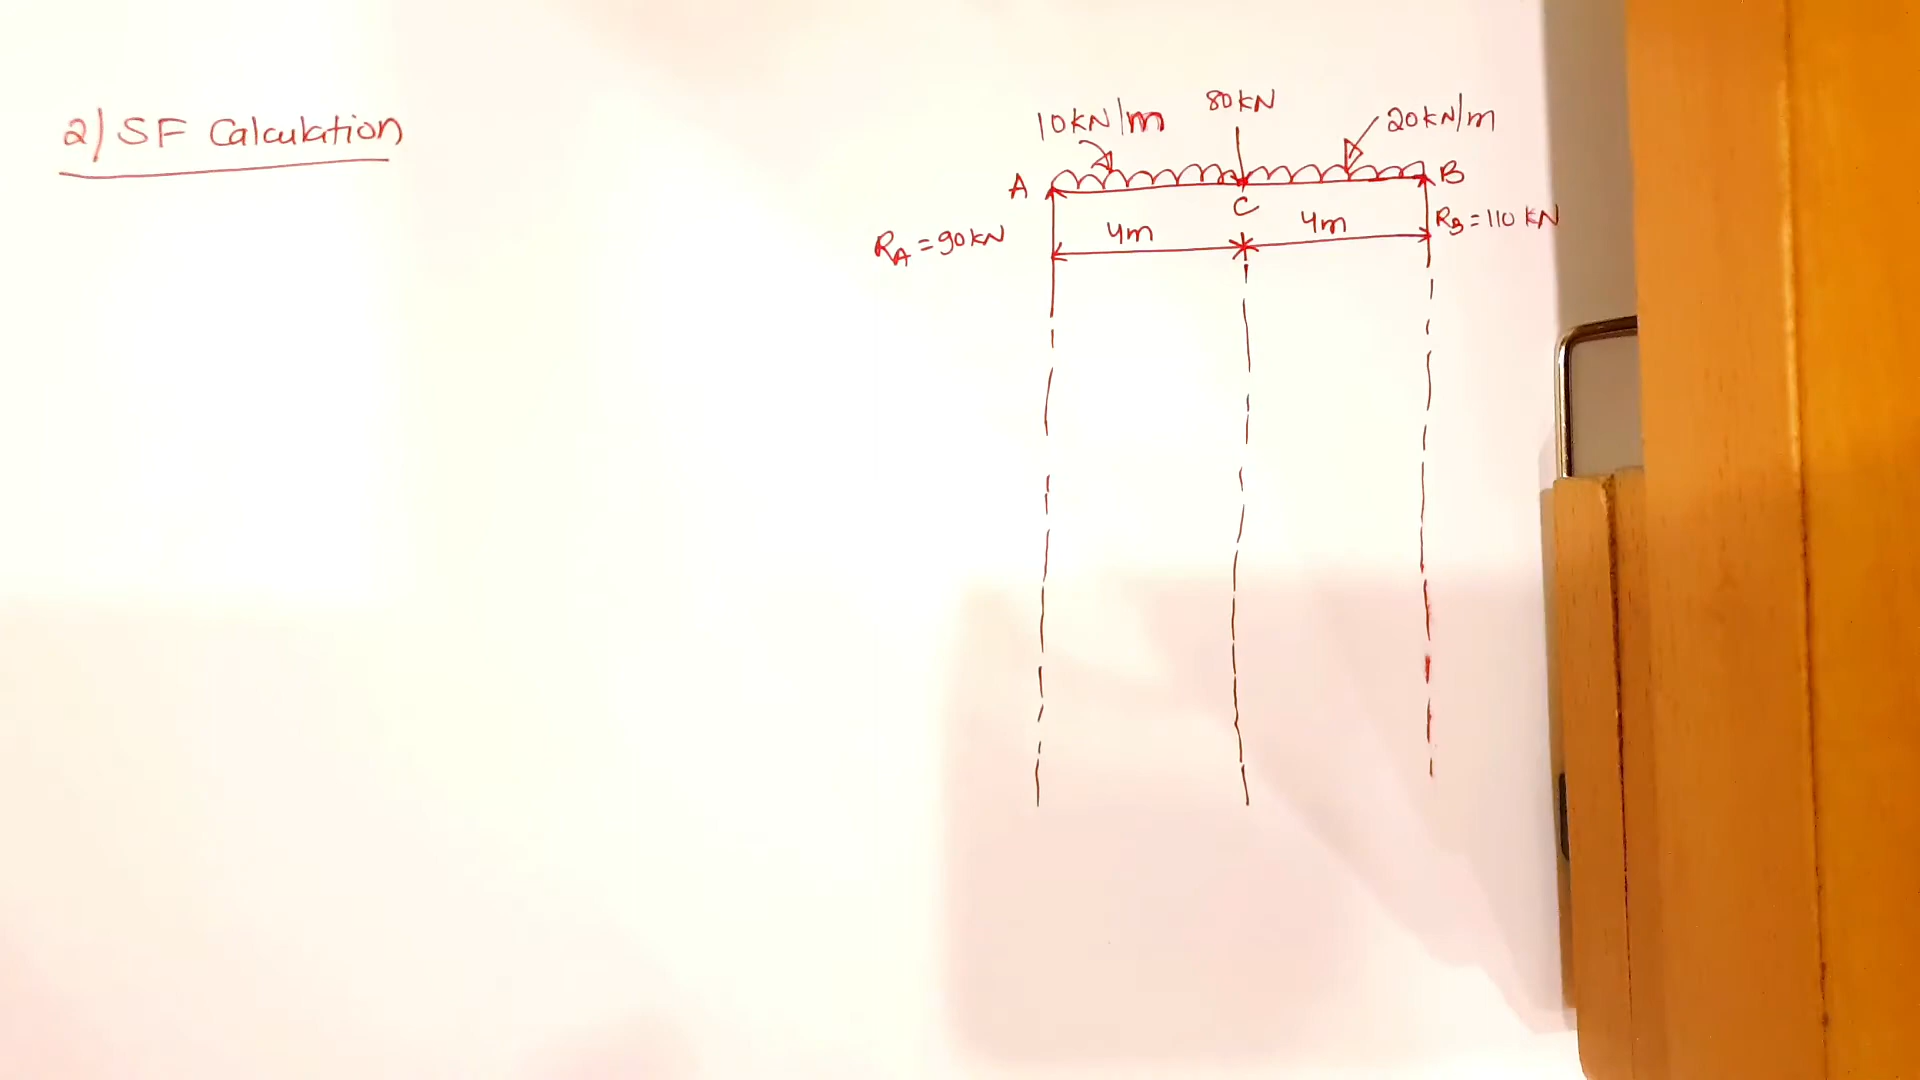 2) SF Calculation
10kN/m
80kN
20kN/m
A
B
C
RA = 90kN
4m
4m
RB = 110 kN